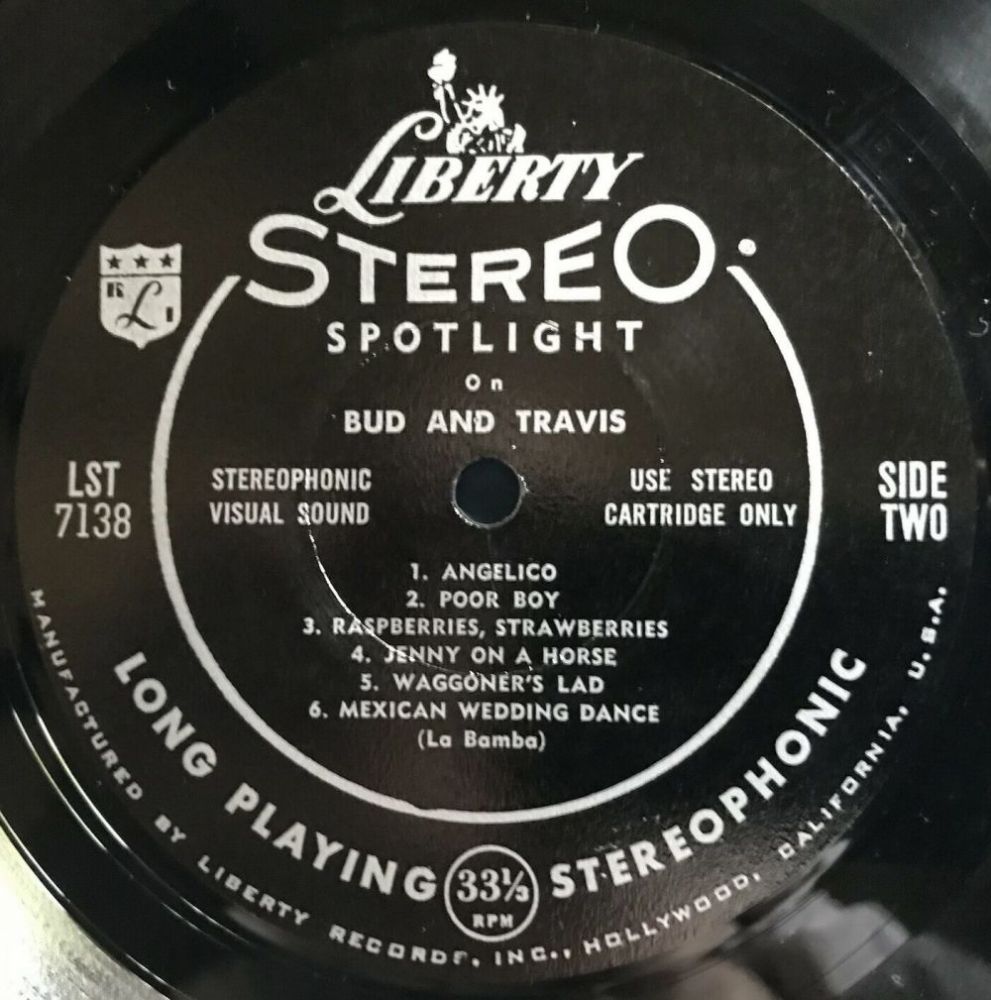 LIBERTY
STEREO
SPOTLIGHT
On
BUD AND TRAVIS
LST
7138
STEREOPHONIC
VISUAL SOUND
USE STEREO
CARTRIDGE ONLY
SIDE
TWO
1. ANGELICO
2. POOR BOY
3. RASPBERRIES, STRAWBERRIES
4. JENNY ON A HORSE
5. WAGGONER'S LAD
6. MEXICAN WEDDING DANCE
(La Bamba)
LONG PLAYING 33⅓ RPM STEREOPHONIC
MANUFACTURED BY LIBERTY RECORDS, INC., HOLLYWOOD, CALIFORNIA, U.S.A.